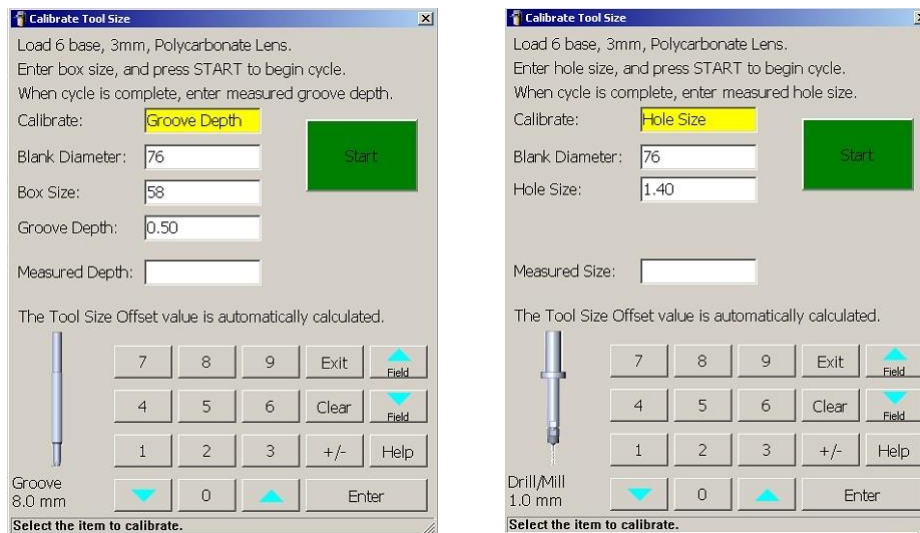 Calibrate Tool Size
Load 6 base, 3mm, Polycarbonate Lens.
Enter box size, and press START to begin cycle.
When cycle is complete, enter measured groove depth.
Calibrate: Groove Depth
Start
Blank Diameter: 76
Box Size: 58
Groove Depth: 0.50
Measured Depth:
The Tool Size Offset value is automatically calculated.
7 8 9 Exit Field
4 5 6 Clear Field
1 2 3 +/- Help
Groove
8.0 mm
0 Enter
Select the item to calibrate.
Calibrate Tool Size
Load 6 base, 3mm, Polycarbonate Lens.
Enter hole size, and press START to begin cycle.
When cycle is complete, enter measured hole size.
Calibrate: Hole Size
Start
Blank Diameter: 76
Hole Size: 1.40
Measured Size:
The Tool Size Offset value is automatically calculated.
7 8 9 Exit Field
4 5 6 Clear Field
1 2 3 +/- Help
Drill/Mill
1.0 mm
0 Enter
Select the item to calibrate.